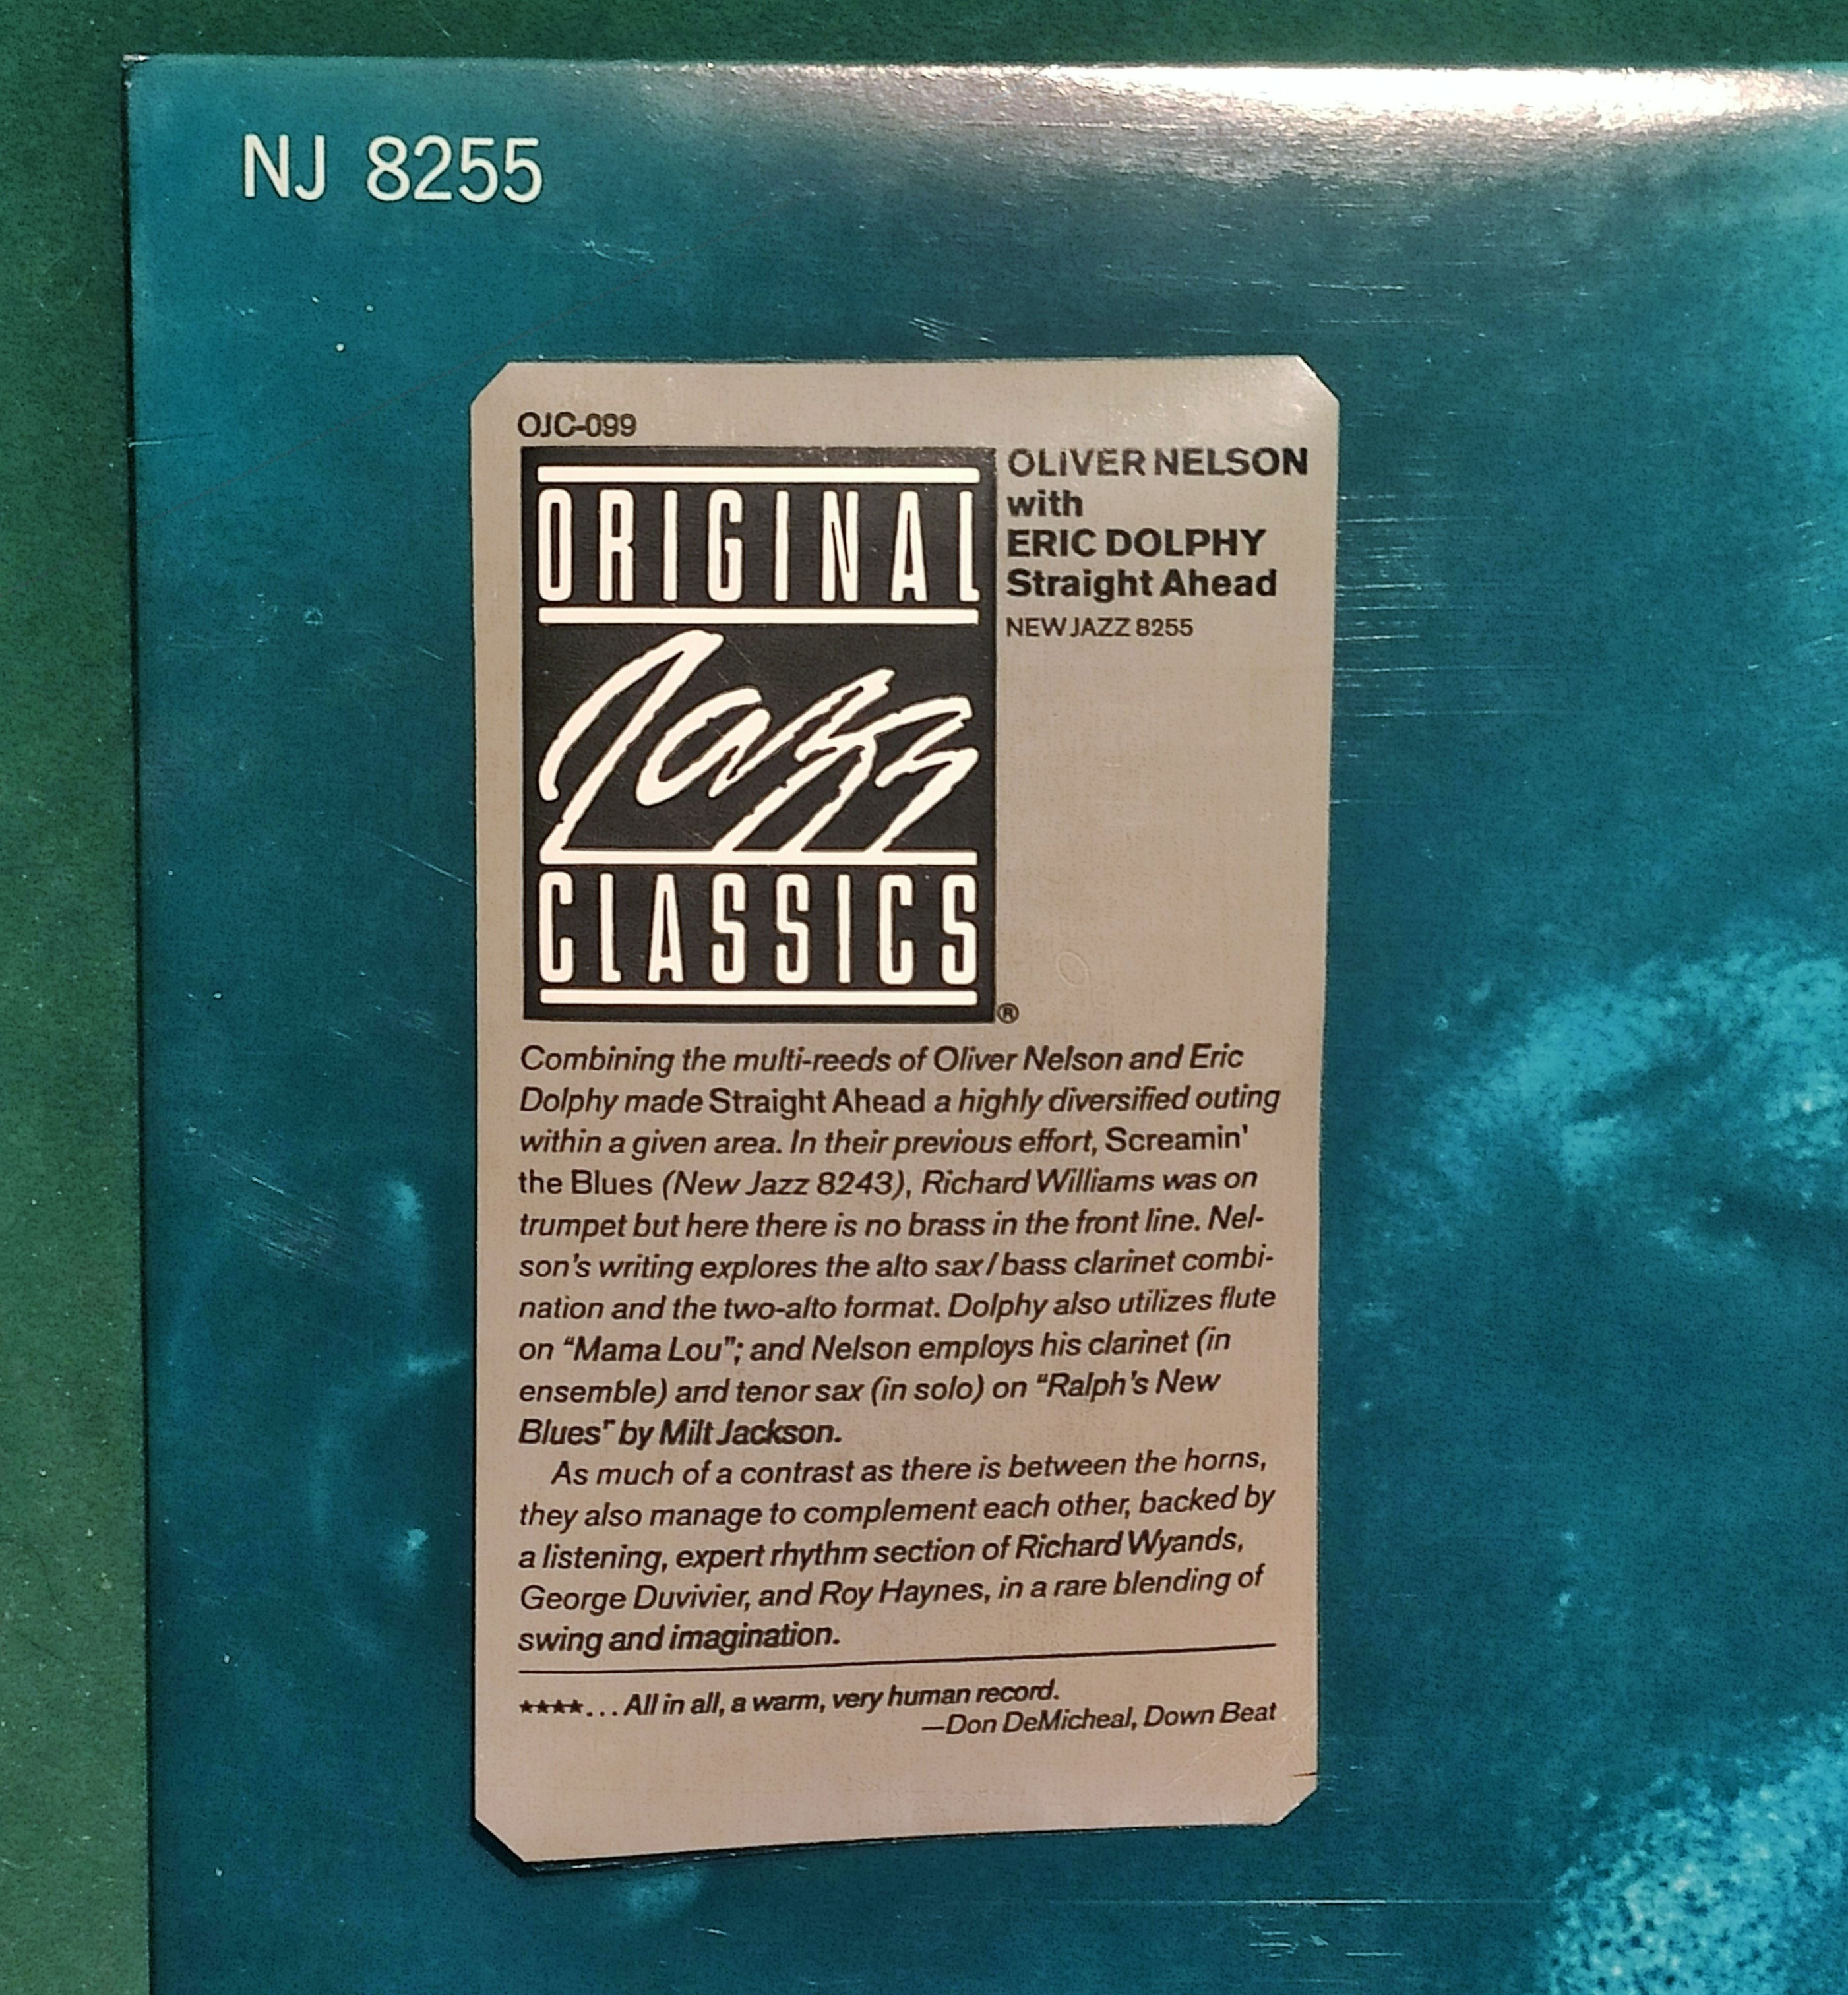 NJ 8255
OJC-099
ORIGINAL
Jazz
CLASSICS
®
OLIVER NELSON
with
ERIC DOLPHY
Straight Ahead
NEW JAZZ 8255
Combining the multi-reeds of Oliver Nelson and Eric
Dolphy made Straight Ahead a highly diversified outing
within a given area. In their previous effort, Screamin'
the Blues (New Jazz 8243), Richard Williams was on
trumpet but here there is no brass in the front line. Nel-
son's writing explores the alto sax/bass clarinet combi-
nation and the two-alto format. Dolphy also utilizes flute
on “Mama Lou”; and Nelson employs his clarinet (in
ensemble) and tenor sax (in solo) on “Ralph's New
Blues” by Milt Jackson.
As much of a contrast as there is between the horns,
they also manage to complement each other, backed by
a listening, expert rhythm section of Richard Wyands,
George Duvivier, and Roy Haynes, in a rare blending of
swing and imagination.
★★★★...All in all, a warm, very human record.
—Don DeMicheal, Down Beat